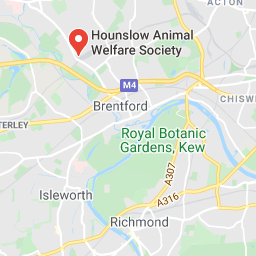 ACTON
Hounslow Animal
Welfare Society
M4
Brentford
CHISW
TERLEY
Royal Botanic
Gardens, Kew
A307
Isleworth
A316
Richmond